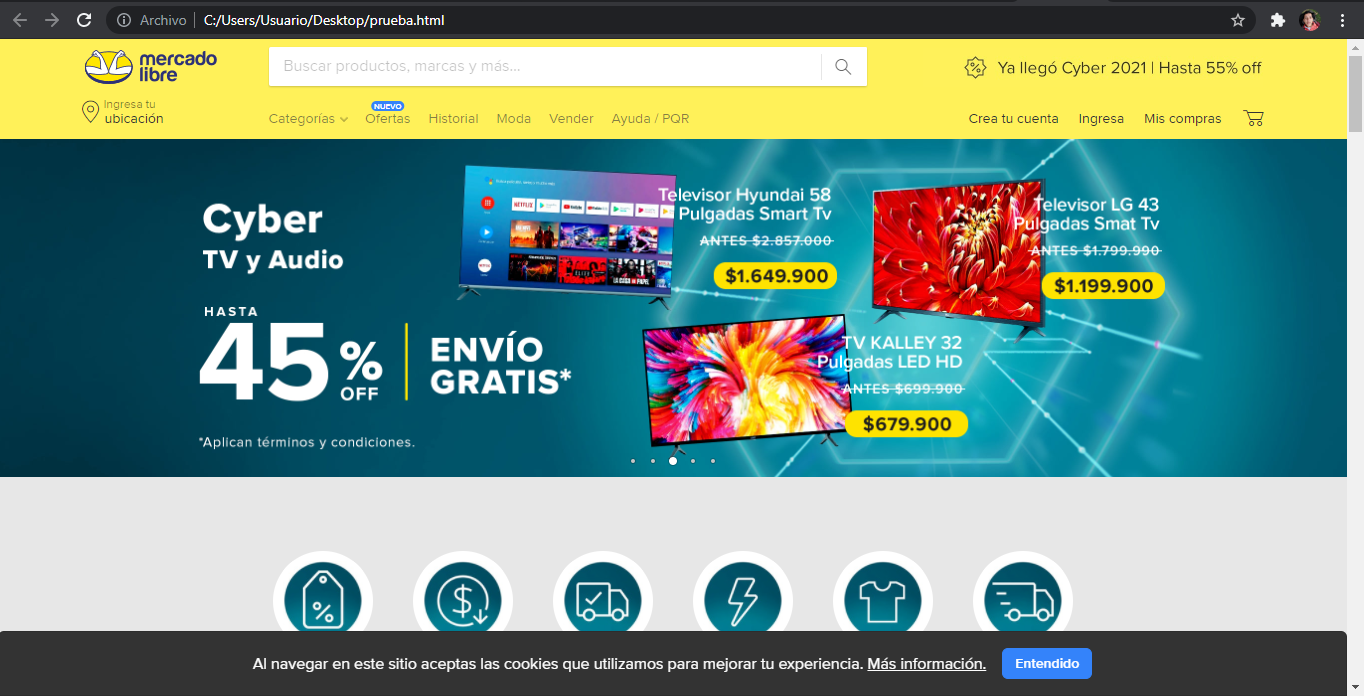 Archivo | C:/Users/Usuario/Desktop/prueba.html
mercado
libre
Buscar productos, marcas y más...
Ya llegó Cyber 2021 | Hasta 55% off
Ingresa tu
ubicación
NUEVO
Categorías Ofertas Historial Moda Vender Ayuda / PQR
Crea tu cuenta Ingresa Mis compras
Cyber
TV y Audio
HASTA
45% OFF
ENVÍO
GRATIS*
*Aplican términos y condiciones.
Televisor Hyundai 58
Pulgadas Smart Tv
ANTES $2.857.000
$1.649.900
Televisor LG 43
Pulgadas Smat Tv
ANTES $1.799.990
$1.199.900
TV KALLEY 32
Pulgadas LED HD
ANTES $699.900
$679.900
NETFLIX
Al navegar en este sitio aceptas las cookies que utilizamos para mejorar tu experiencia. Más información.
Entendido